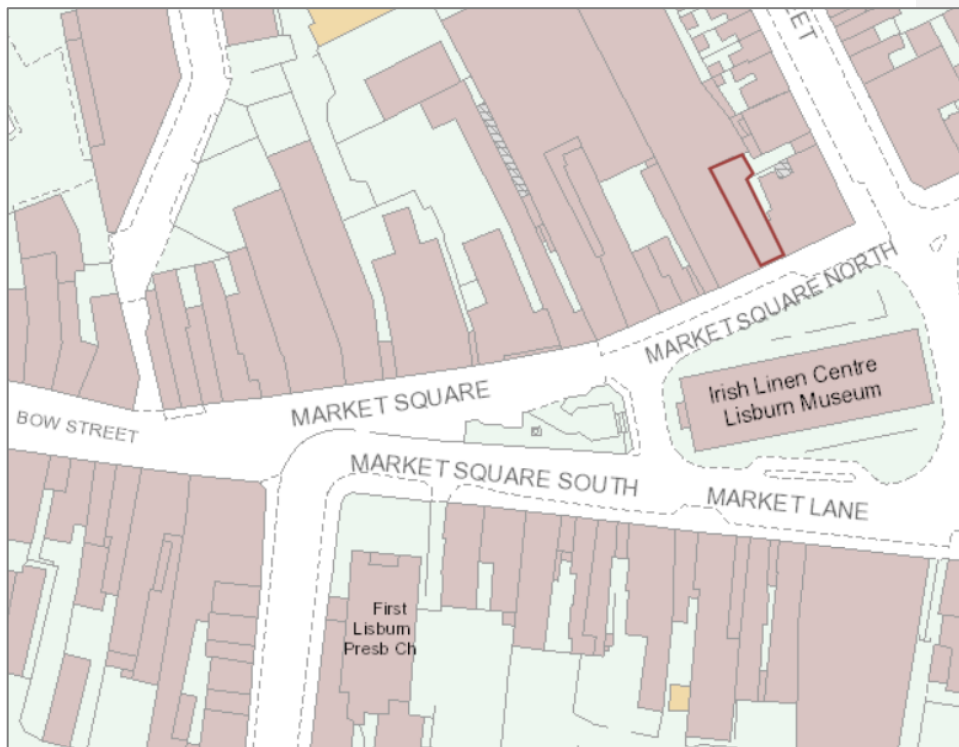 MARKET SQUARE NORTH
Irish Linen Centre
Lisburn Museum
MARKET SQUARE
BOW STREET
MARKET SQUARE SOUTH
MARKET LANE
First
Lisburn
Presb Ch